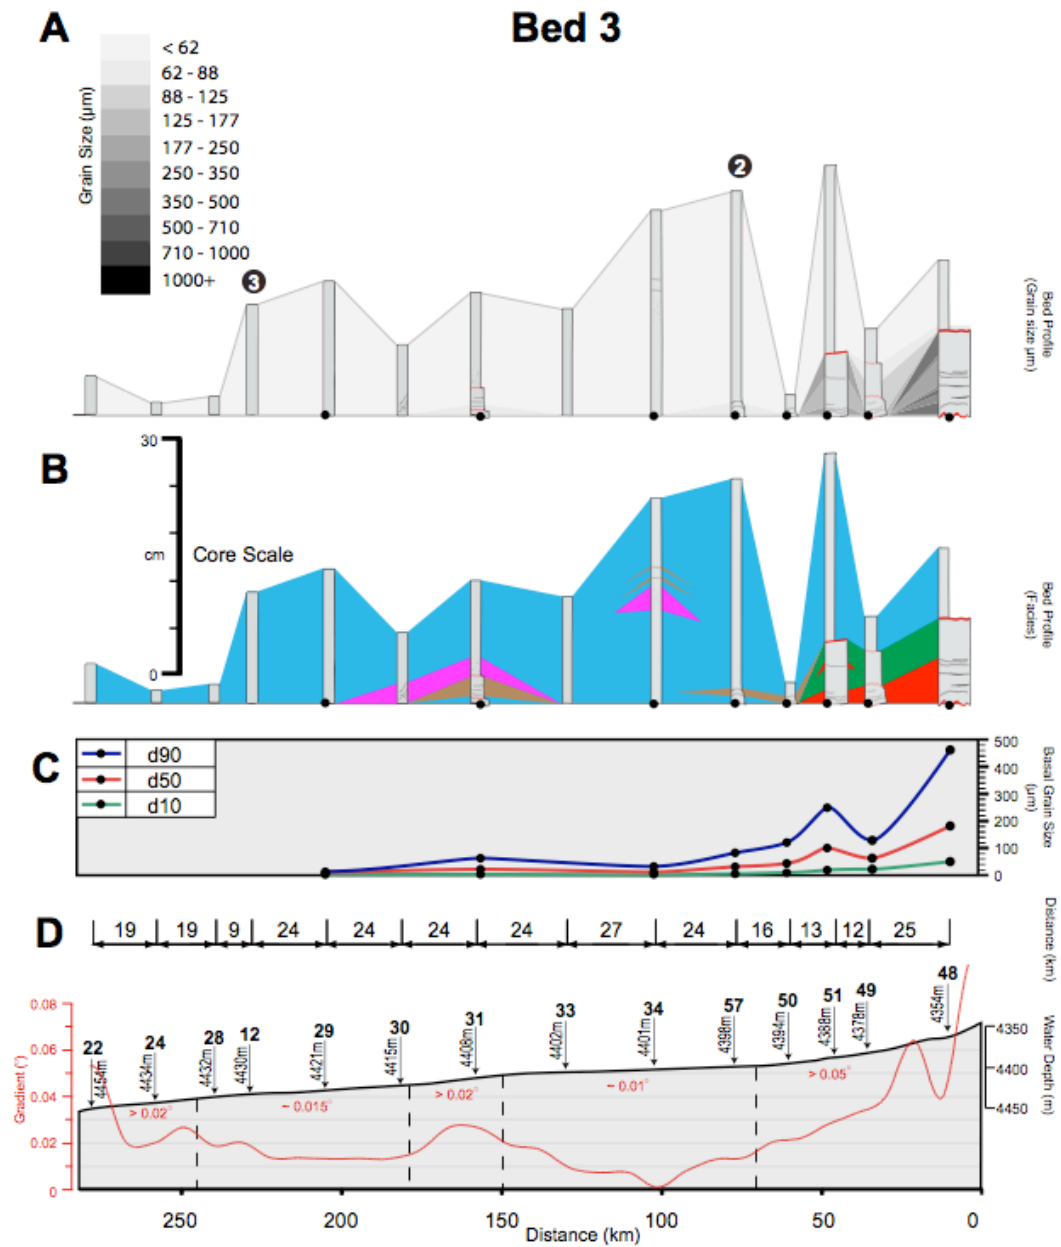 A
Bed 3
Grain Size (µm)
< 62
62 - 88
88 - 125
125 - 177
177 - 250
250 - 350
350 - 500
500 - 710
710 - 1000
1000+
2
3
Bed Profile
(Grain size µm)
B
30
cm
0
Core Scale
Bed Profile
(Facies)
C
d90
d50
d10
500
400
300
200
100
0
Basal Grain Size
(µm)
D
19 19 9 24 24 24 24 27 24 16 13 12 25
Distance (km)
22 24 28 12 29 30 31 33 34 57 50 51 49 48
4454m 4434m 4432m 4430m 4421m 4415m 4408m 4402m 4401m 4398m 4394m 4388m 4378m 4354m
Gradient (°)
0.08
0.06
0.04
0.02
0
> 0.02° ~ 0.015° > 0.02° ~ 0.01° > 0.05°
4350
4400
4450
Water Depth (m)
250 200 150 100 50 0
Distance (km)